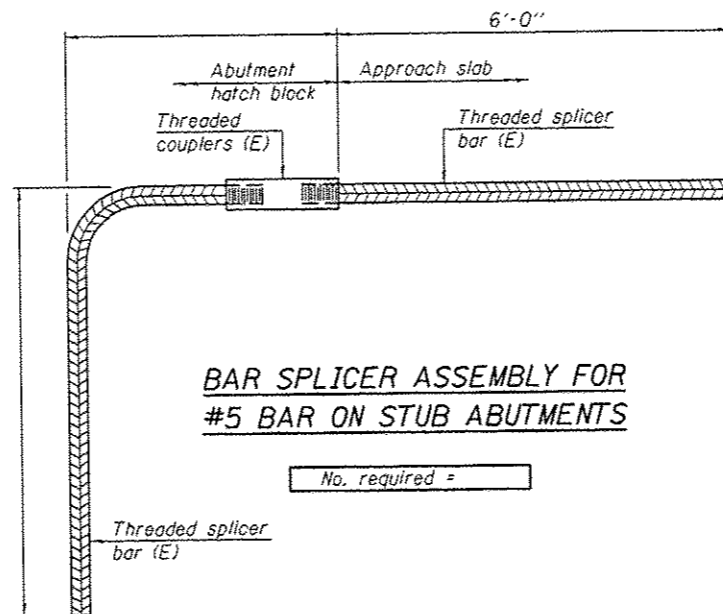 6'-0"
Abutment
hatch block
Approach slab
Threaded
couplers (E)
Threaded splicer
bar (E)
BAR SPLICER ASSEMBLY FOR
#5 BAR ON STUB ABUTMENTS
No. required =
Threaded splicer
bar (E)